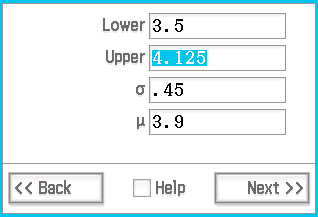 Lower 3.5
Upper 4.125
σ .45
μ 3.9
<< Back Help Next >>